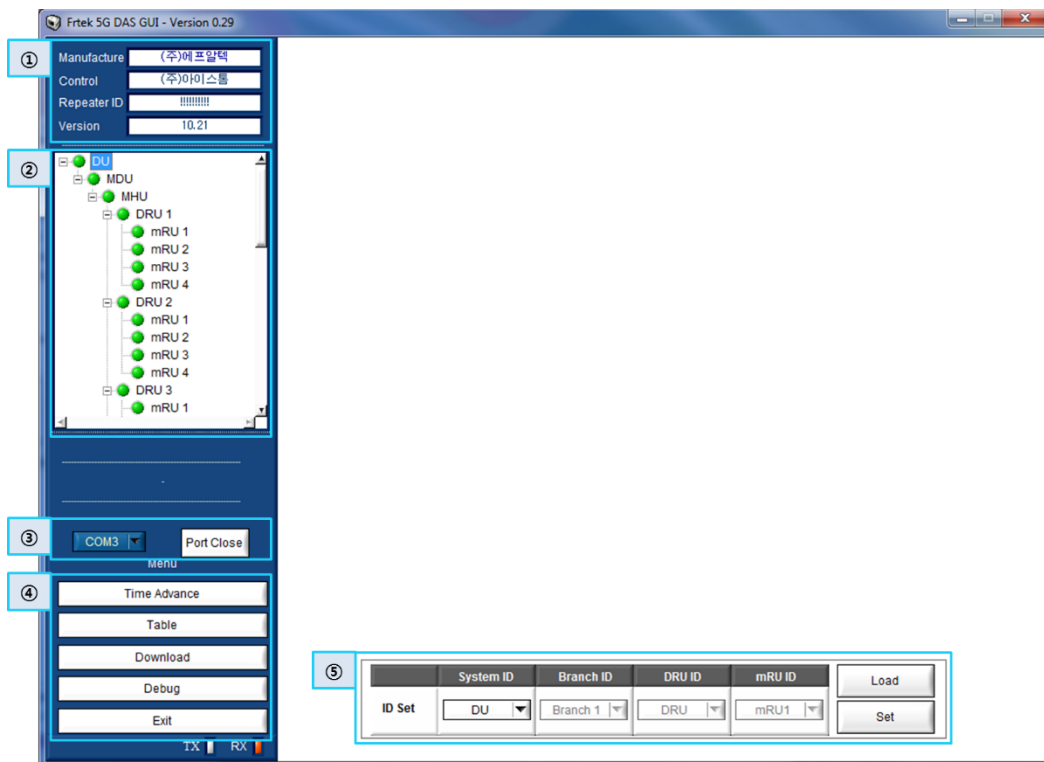 Frtek 5G DAS GUI - Version 0.29
①
Manufacture (주)에프알텍
Control (주)아이스톰
Repeater ID !!!!!!!!!!
Version 10.21
②
DU
MDU
MHU
DRU 1
mRU 1
mRU 2
mRU 3
mRU 4
DRU 2
mRU 1
mRU 2
mRU 3
mRU 4
DRU 3
mRU 1
-
③
COM3 Port Close
Menu
④
Time Advance
Table
Download
Debug
Exit
TX RX
⑤
System ID Branch ID DRU ID mRU ID Load
ID Set DU Branch 1 DRU mRU1 Set